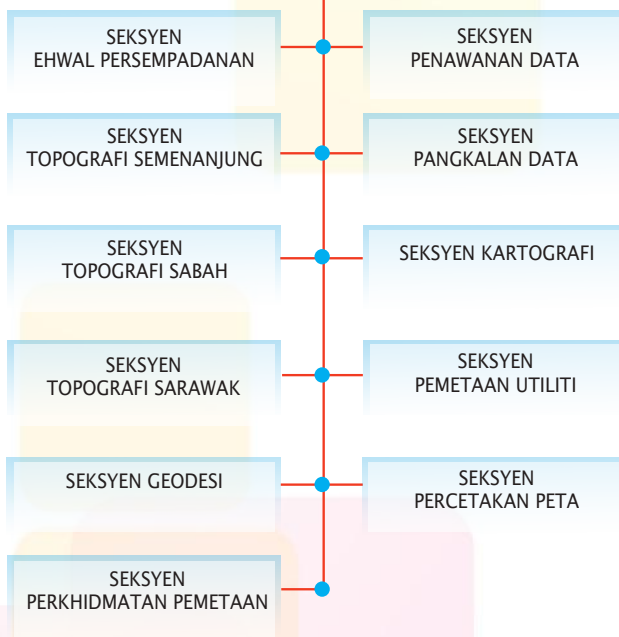 SEKSYEN
EHWAL PERSEMPADANAN
SEKSYEN
PENAWANAN DATA
SEKSYEN
TOPOGRAFI SEMENANJUNG
SEKSYEN
PANGKALAN DATA
SEKSYEN
TOPOGRAFI SABAH
SEKSYEN KARTOGRAFI
SEKSYEN
TOPOGRAFI SARAWAK
SEKSYEN
PEMETAAN UTILITI
SEKSYEN GEODESI
SEKSYEN
PERCETAKAN PETA
SEKSYEN
PERKHIDMATAN PEMETAAN